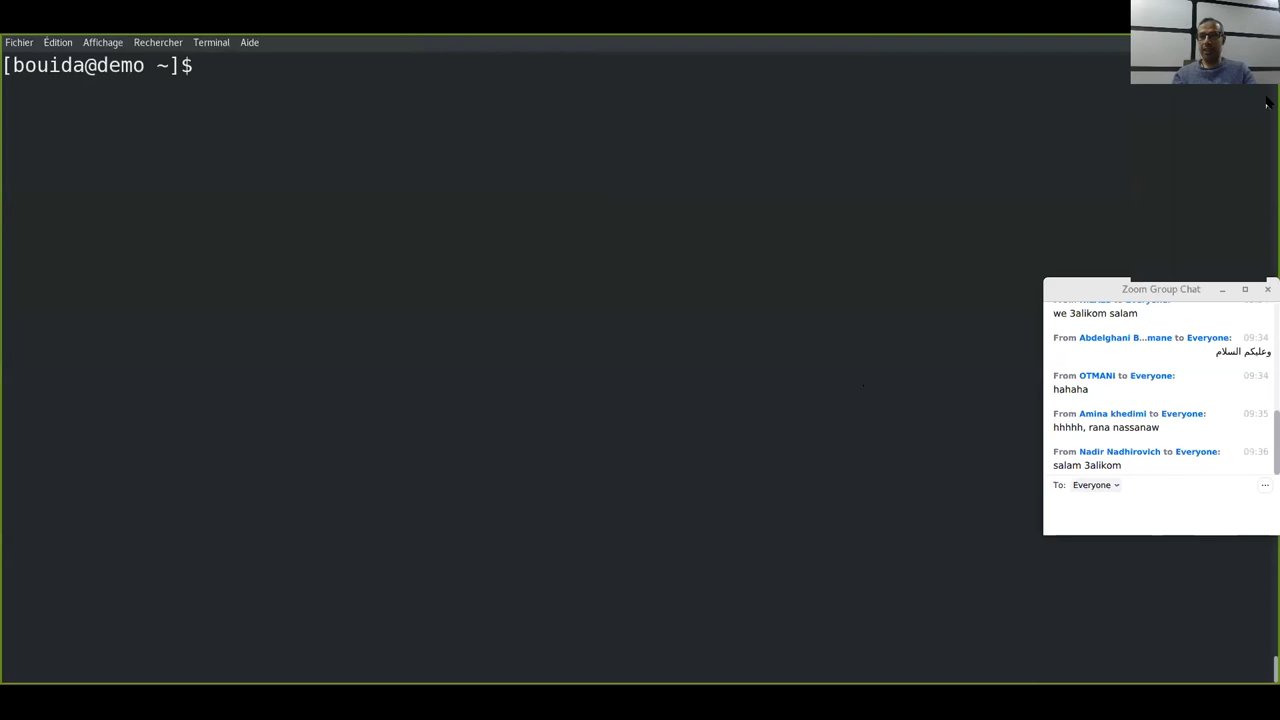 Fichier Édition Affichage Rechercher Terminal Aide
[bouida@demo ~]$
Zoom Group Chat
we 3alikom salam
From Abdelghani B...mane to Everyone: 09:34
وعليكم السلام
From OTMANI to Everyone: 09:34
hahaha
From Amina khedimi to Everyone: 09:35
hhhhh, rana nassanaw
From Nadir Nadhirovich to Everyone: 09:36
salam 3alikom
To: Everyone